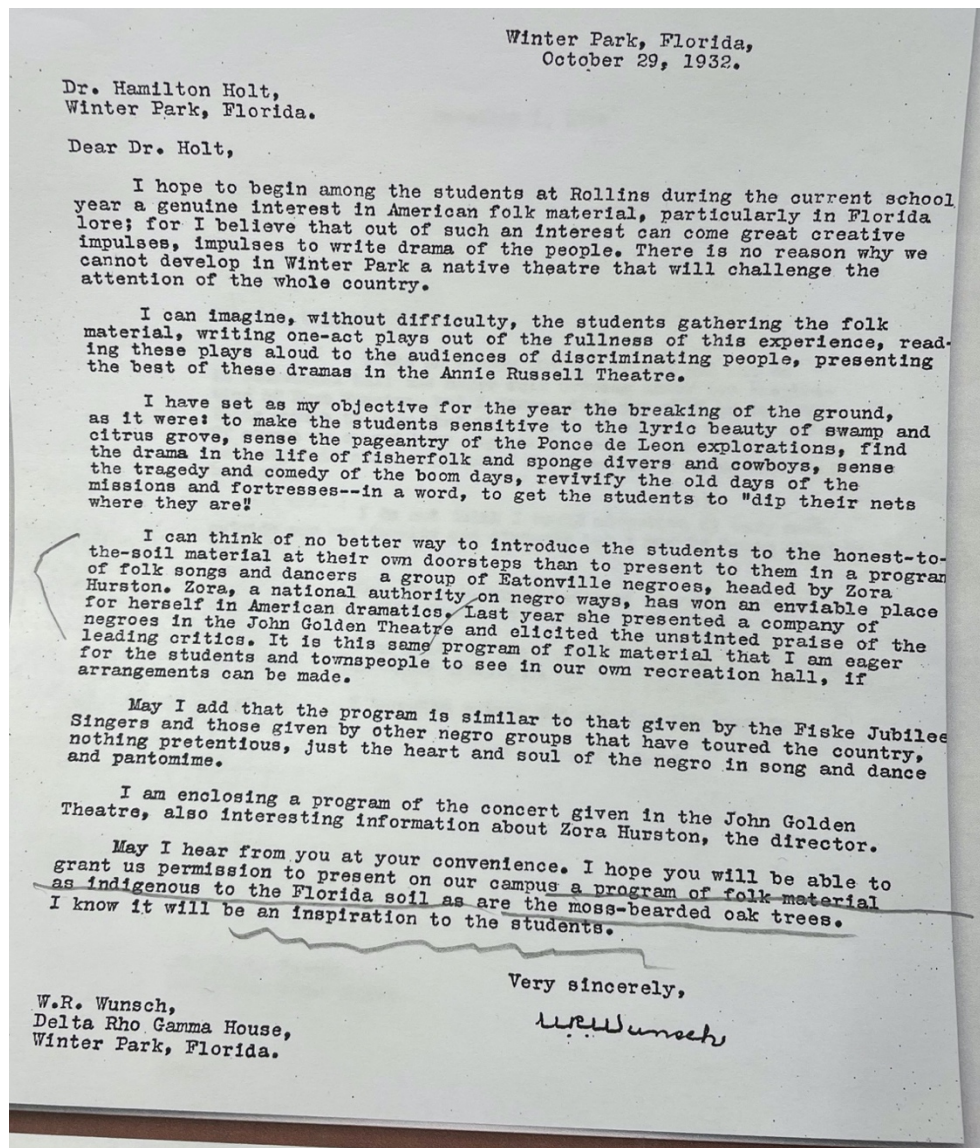 Winter Park, Florida,
October 29, 1932.
Dr. Hamilton Holt,
Winter Park, Florida.
Dear Dr. Holt,
I hope to begin among the students at Rollins during the current school
year a genuine interest in American folk material, particularly in Florida
lore; for I believe that out of such an interest can come great creative
impulses, impulses to write drama of the people. There is no reason why we
cannot develop in Winter Park a native theatre that will challenge the
attention of the whole country.
I can imagine, without difficulty, the students gathering the folk
material, writing one-act plays out of the fullness of this experience, read-
ing these plays aloud to the audiences of discriminating people, presenting
the best of these dramas in the Annie Russell Theatre.
I have set as my objective for the year the breaking of the ground,
as it were: to make the students sensitive to the lyric beauty of swamp and
citrus grove, sense the pageantry of the Ponce de Leon explorations, find
the drama in the life of fisherfolk and sponge divers and cowboys, sense
the tragedy and comedy of the boom days, revivify the old days of the
missions and fortresses--in a word, to get the students to "dip their nets
where they are".
I can think of no better way to introduce the students to the honest-to-
the-soil material at their own doorsteps than to present to them in a program
of folk songs and dancers a group of Eatonville negroes, headed by Zora
Hurston. Zora, a national authority on negro ways, has won an enviable place
for herself in American dramatics. Last year she presented a company of
negroes in the John Golden Theatre and elicited the unstinted praise of the
leading critics. It is this same program of folk material that I am eager
for the students and townspeople to see in our own recreation hall, if
arrangements can be made.
May I add that the program is similar to that given by the Fiske Jubilee
Singers and those given by other negro groups that have toured the country,
nothing pretentious, just the heart and soul of the negro in song and dance
and pantomime.
I am enclosing a program of the concert given in the John Golden
Theatre, also interesting information about Zora Hurston, the director.
May I hear from you at your convenience. I hope you will be able to
grant us permission to present on our campus a program of folk material
as indigenous to the Florida soil as are the moss-bearded oak trees.
I know it will be an inspiration to the students.
Very sincerely,
W.R.Wunsch
W.R. Wunsch,
Delta Rho Gamma House,
Winter Park, Florida.